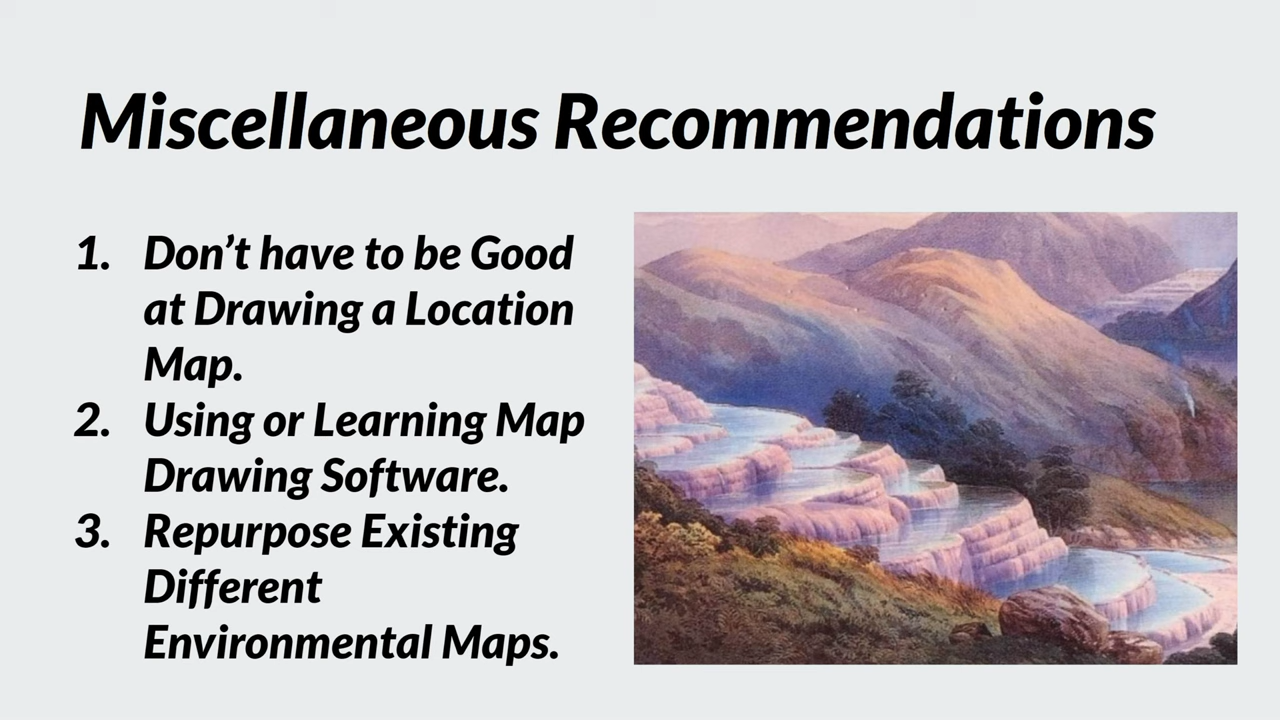 Miscellaneous Recommendations
1. Don’t have to be Good
at Drawing a Location
Map.
2. Using or Learning Map
Drawing Software.
3. Repurpose Existing
Different
Environmental Maps.